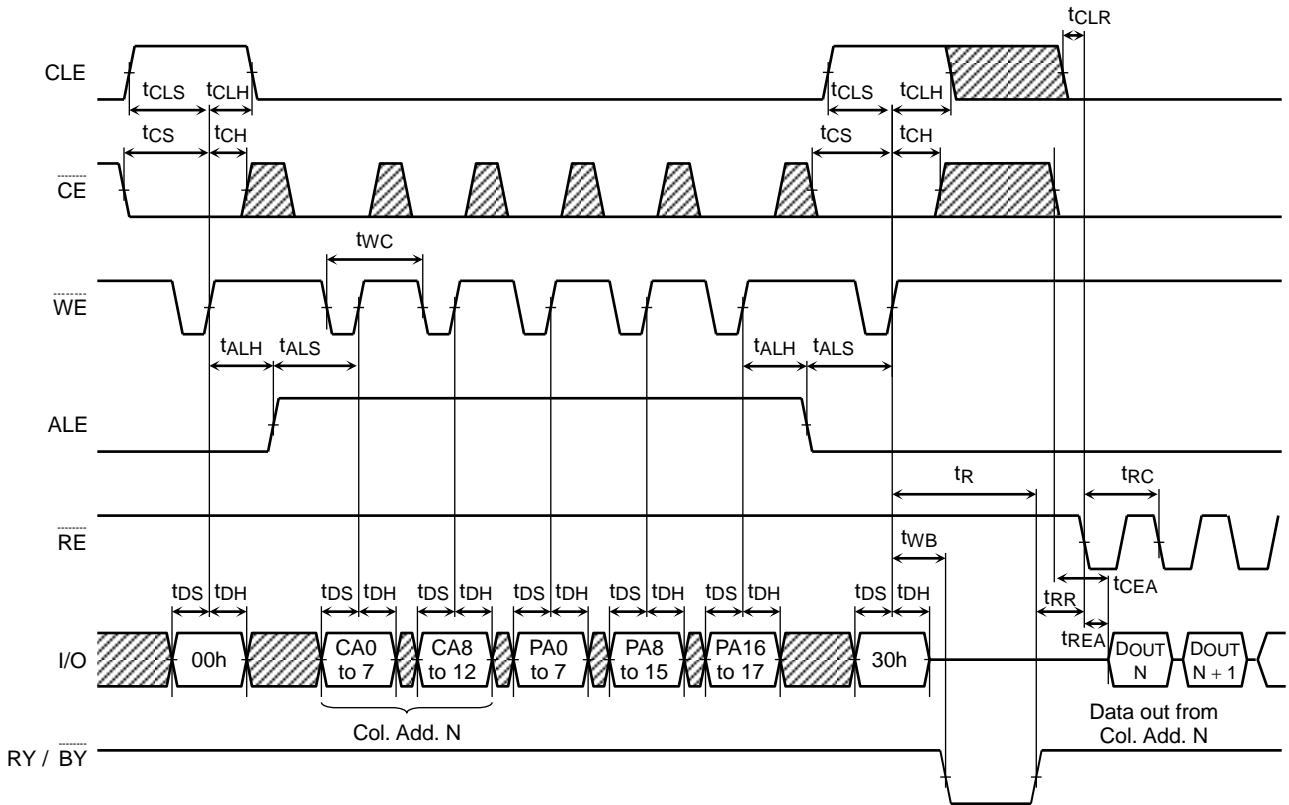 tCLR
CLE
tCLS tCLH tCLS tCLH
tCS tCH tCS tCH
CE
tWC
WE
tALH tALS tALH tALS
ALE
tR tRC
RE
tWB
tCEA
tDS tDH tDS tDH tDS tDH tDS tDH tDS tDH tDS tDH tDS tDH
tRR
tREA
I/O
00h
CA0
to 7
CA8
to 12
PA0
to 7
PA8
to 15
PA16
to 17
30h
DOUT
N
DOUT
N + 1
Col. Add. N
Data out from
Col. Add. N
RY / BY